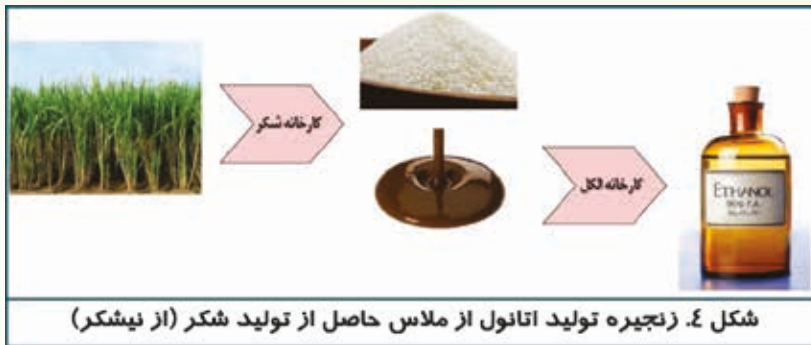 کارخانه شکر
کارخانه الکل
ETHANOL
شکل ٤. زنجیره تولید اتانول از ملاس حاصل از تولید شکر (از نیشکر)